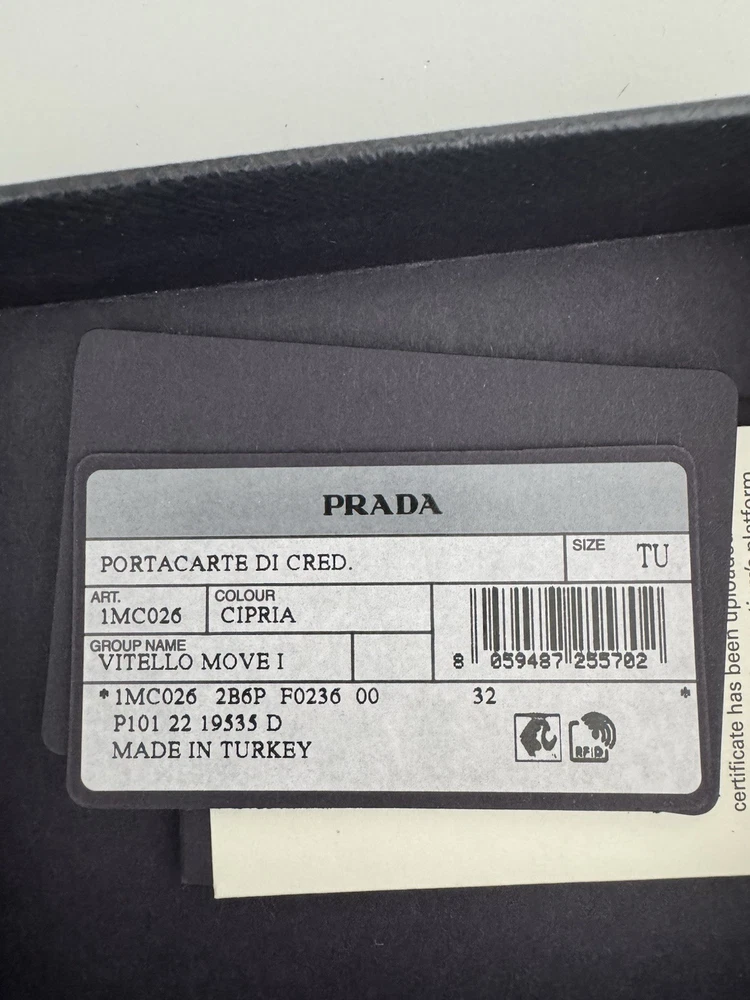 PRADA
PORTACARTE DI CRED.
SIZE
TU
ART.
1MC026
COLOUR
CIPRIA
GROUP NAME
VITELLO MOVE I
8 059487 255702
*1MC026 2B6P F0236 00 32 *
P101 22 19535 D
MADE IN TURKEY
RFID
certificate has been uploaded
platform